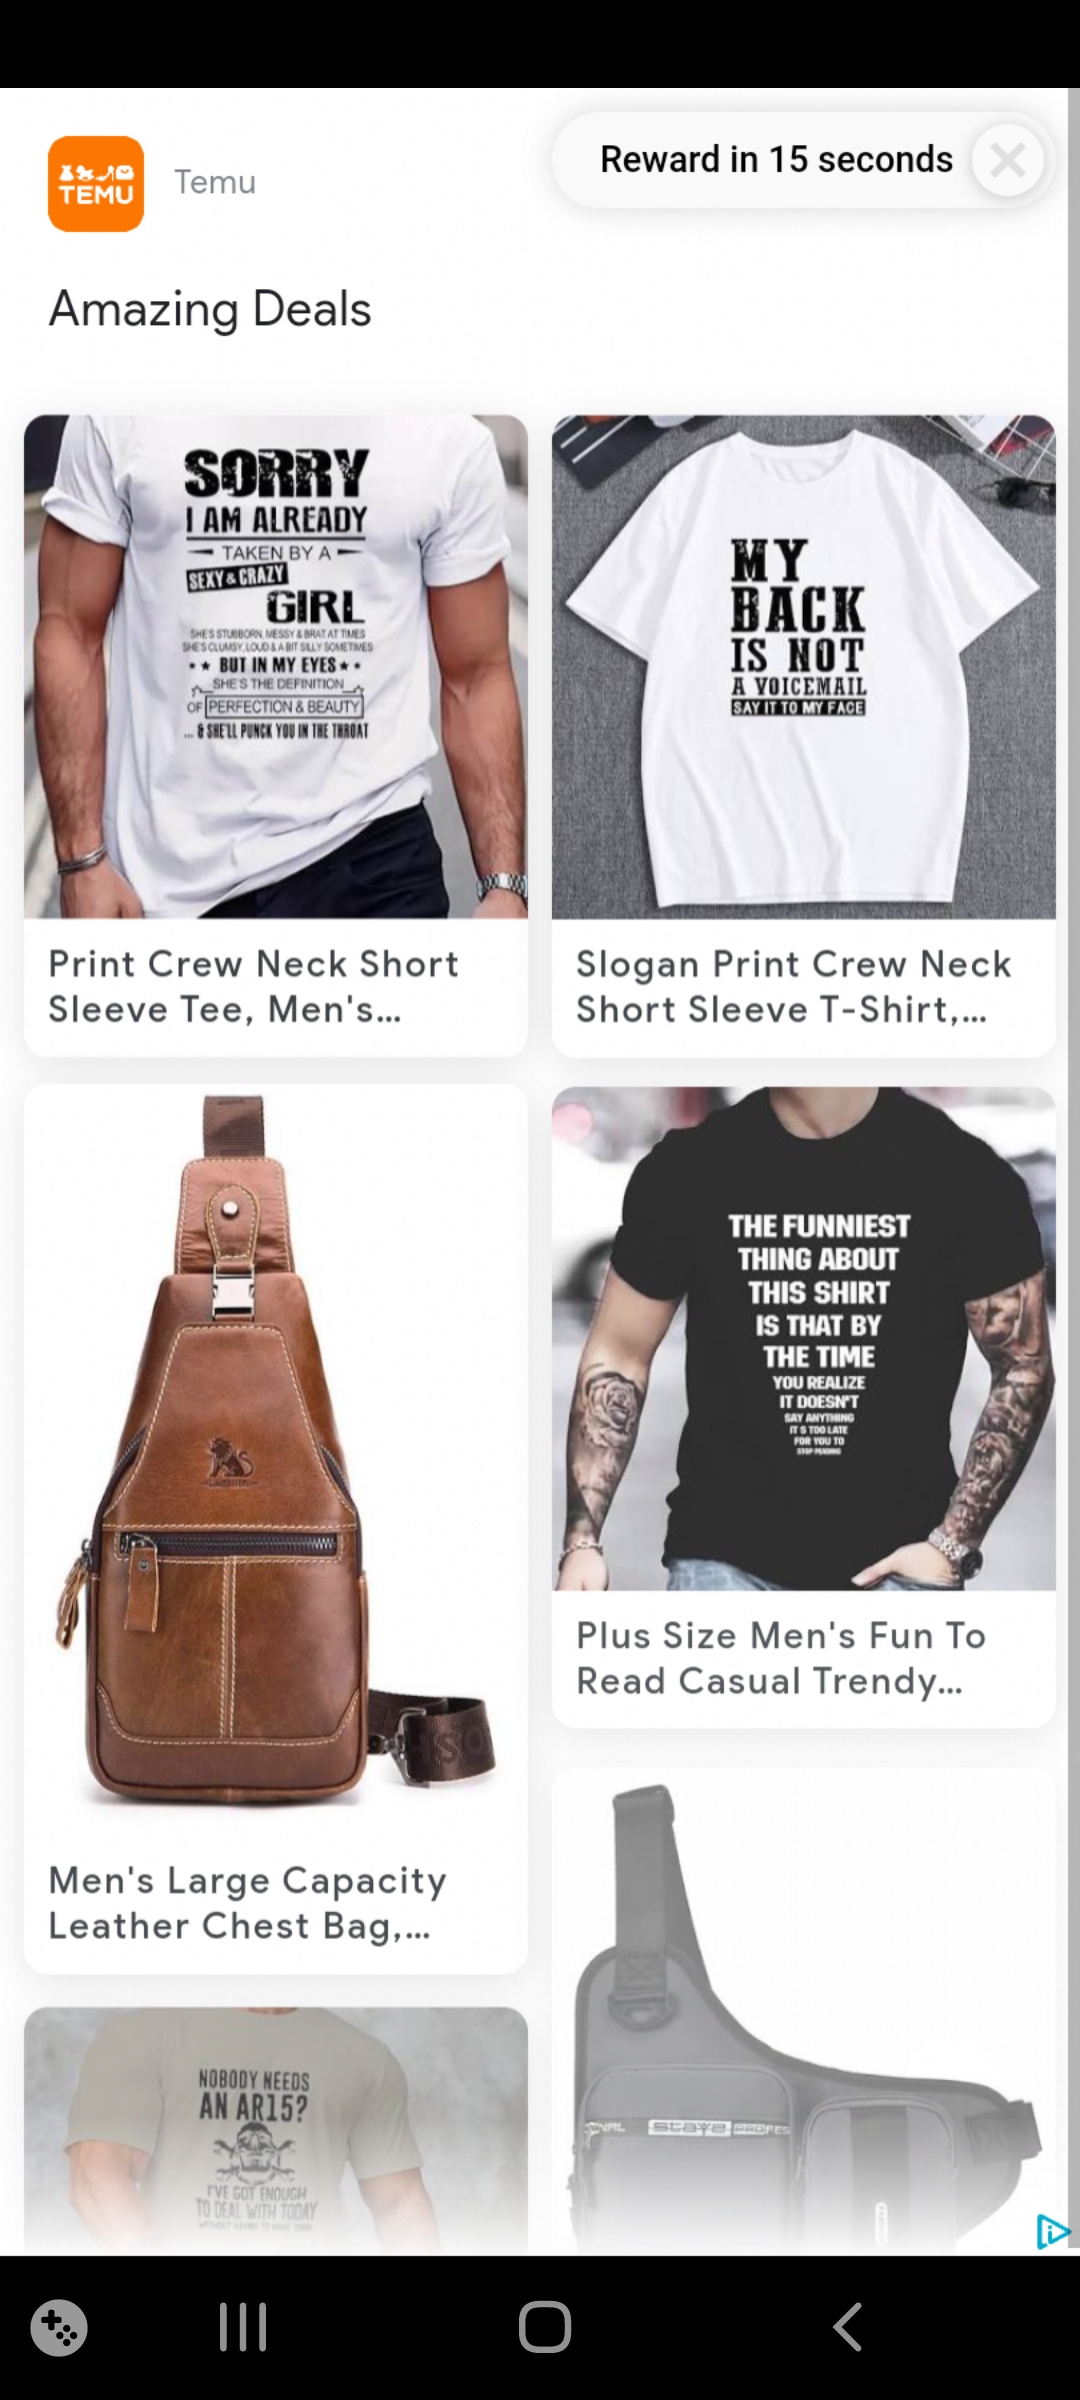 TEMU
Temu
Reward in 15 seconds
Amazing Deals
SORRY
I AM ALREADY
TAKEN BY A
SEXY & CRAZY
GIRL
SHE'S STUBBORN, MESSY & BRAT AT TIMES
SHE'S CLUMSY, LOUD & A BIT SILLY SOMETIMES
BUT IN MY EYES
SHE'S THE DEFINITION
OF PERFECTION & BEAUTY
... & SHE'LL PUNCK YOU IN THE THROAT
Print Crew Neck Short
Sleeve Tee, Men's...
MY
BACK
IS NOT
A VOICEMAIL
SAY IT TO MY FACE
Slogan Print Crew Neck
Short Sleeve T-Shirt,...
Men's Large Capacity
Leather Chest Bag,...
THE FUNNIEST
THING ABOUT
THIS SHIRT
IS THAT BY
THE TIME
YOU REALIZE
IT DOESN'T
SAY ANYTHING
IT S TOO LATE
FOR YOU TO
STOP READING
Plus Size Men's Fun To
Read Casual Trendy...
NOBODY NEEDS
AN AR15?
I'VE GOT ENOUGH
TO DEAL WITH TODAY
WITHOUT HAVING TO MAKE YOUR